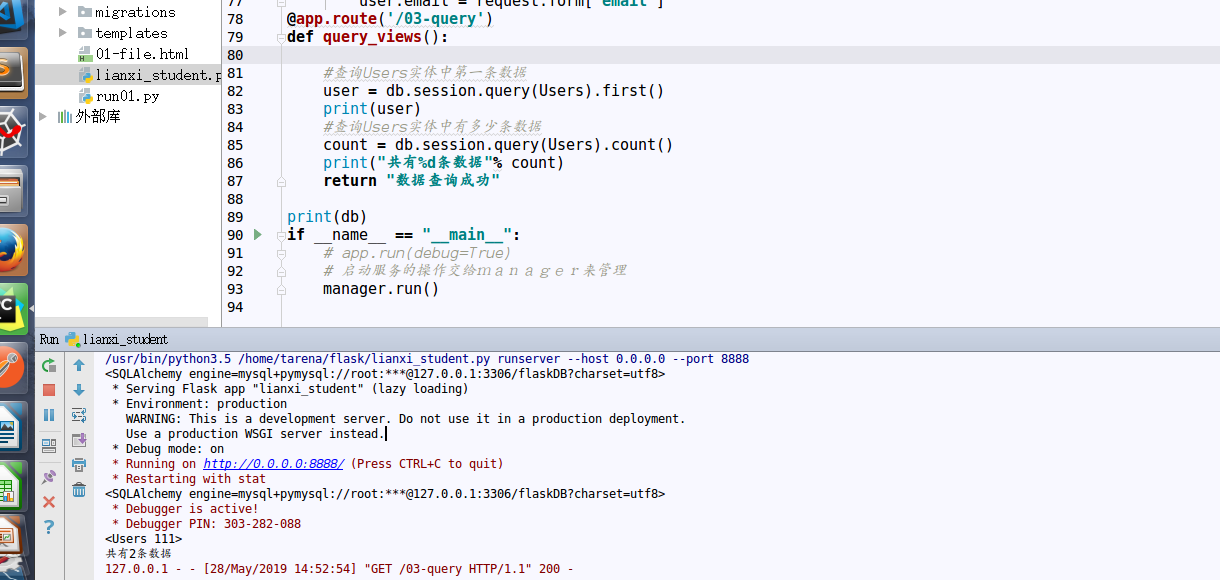 migrations
templates
01-file.html
lianxi_student.p
run01.py
外部库
77 user.email = request.form['email']
78 @app.route('/03-query')
79 def query_views():
80
81 #查询Users实体中第一条数据
82 user = db.session.query(Users).first()
83 print(user)
84 #查询Users实体中有多少条数据
85 count = db.session.query(Users).count()
86 print("共有%d条数据"% count)
87 return "数据查询成功"
88
89 print(db)
90 if __name__ == "__main__":
91 # app.run(debug=True)
92 # 启动服务的操作交给ｍａｎａｇｅｒ来管理
93 manager.run()
94
Run lianxi_student
/usr/bin/python3.5 /home/tarena/flask/lianxi_student.py runserver --host 0.0.0.0 --port 8888
<SQLAlchemy engine=mysql+pymysql://root:***@127.0.0.1:3306/flaskDB?charset=utf8>
* Serving Flask app "lianxi_student" (lazy loading)
* Environment: production
WARNING: This is a development server. Do not use it in a production deployment.
Use a production WSGI server instead.
* Debug mode: on
* Running on http://0.0.0.0:8888/ (Press CTRL+C to quit)
* Restarting with stat
<SQLAlchemy engine=mysql+pymysql://root:***@127.0.0.1:3306/flaskDB?charset=utf8>
* Debugger is active!
* Debugger PIN: 303-282-088
<Users 111>
共有2条数据
127.0.0.1 - - [28/May/2019 14:52:54] "GET /03-query HTTP/1.1" 200 -